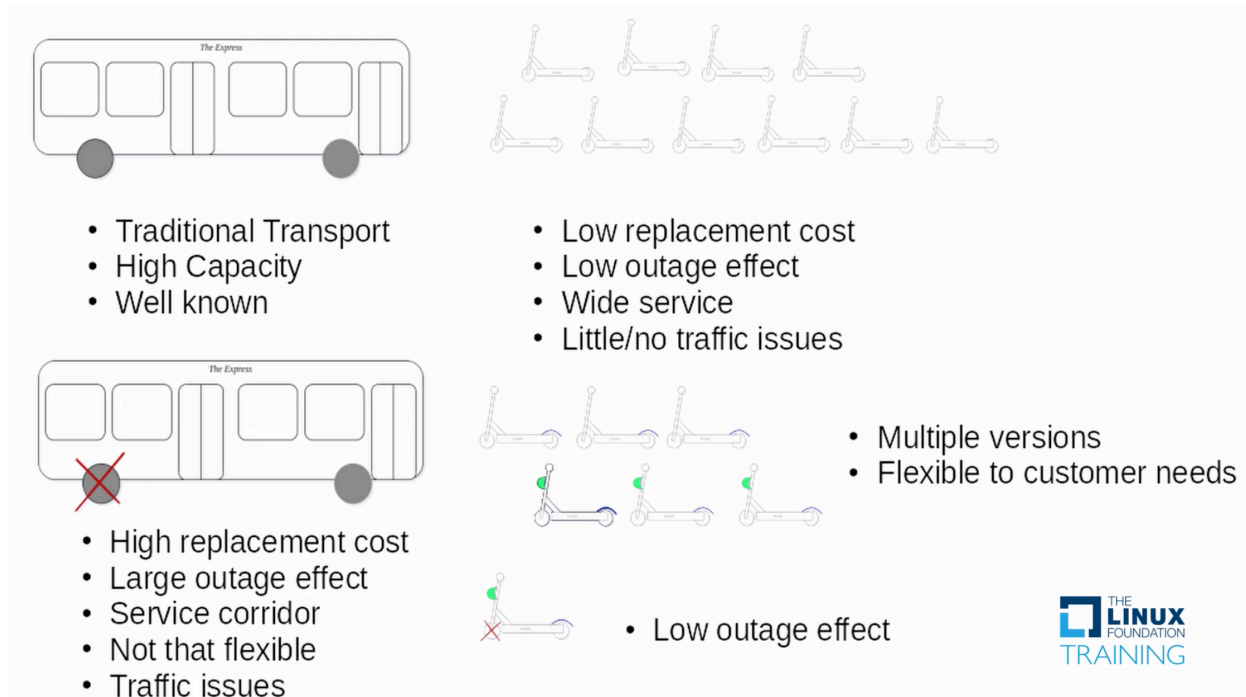 The Express
• Traditional Transport
• High Capacity
• Well known
• Low replacement cost
• Low outage effect
• Wide service
• Little/no traffic issues
The Express
• High replacement cost
• Large outage effect
• Service corridor
• Not that flexible
• Traffic issues
• Multiple versions
• Flexible to customer needs
• Low outage effect
THE
LINUX
FOUNDATION
TRAINING